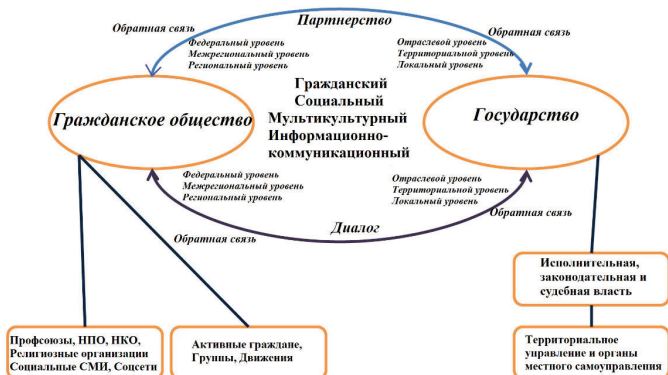 Партнерство
Обратная связь
Обратная связь
Федеральный уровень
Межрегиональный уровень
Региональный уровень
Отраслевой уровень
Территориальной уровень
Локальный уровень
Гражданский
Социальный
Мультикультурный
Информационно-
коммуникационный
Гражданское общество
Государство
Федеральный уровень
Межрегиональный уровень
Региональный уровень
Отраслевой уровень
Территориальной уровень
Локальный уровень
Обратная связь
Диалог
Обратная связь
Исполнительная,
законодательная и
судебная власть
Профсоюзы, НПО, НКО,
Религиозные организации
Социальные СМИ, Соцсети
Активные граждане,
Группы, Движения
Территориальное
управление и органы
местного самоуправления